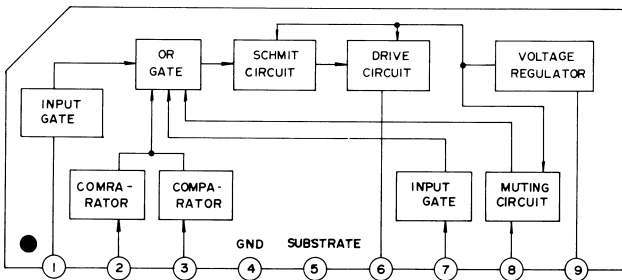 OR
GATE
SCHMIT
CIRCUIT
DRIVE
CIRCUIT
VOLTAGE
REGULATOR
INPUT
GATE
COMRA-
RATOR
COMPA-
RATOR
INPUT
GATE
MUTING
CIRCUIT
GND SUBSTRATE
1 2 3 4 5 6 7 8 9